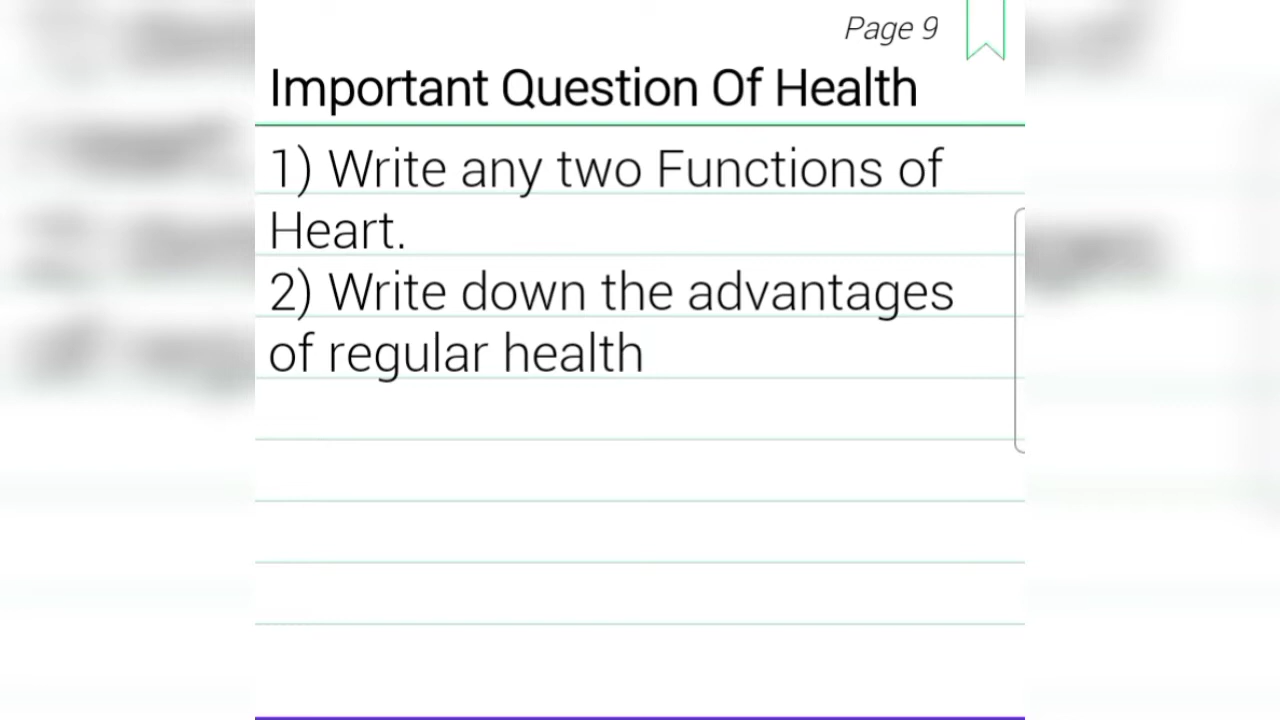 Page 9
Important Question Of Health
1) Write any two Functions of
Heart.
2) Write down the advantages
of regular health